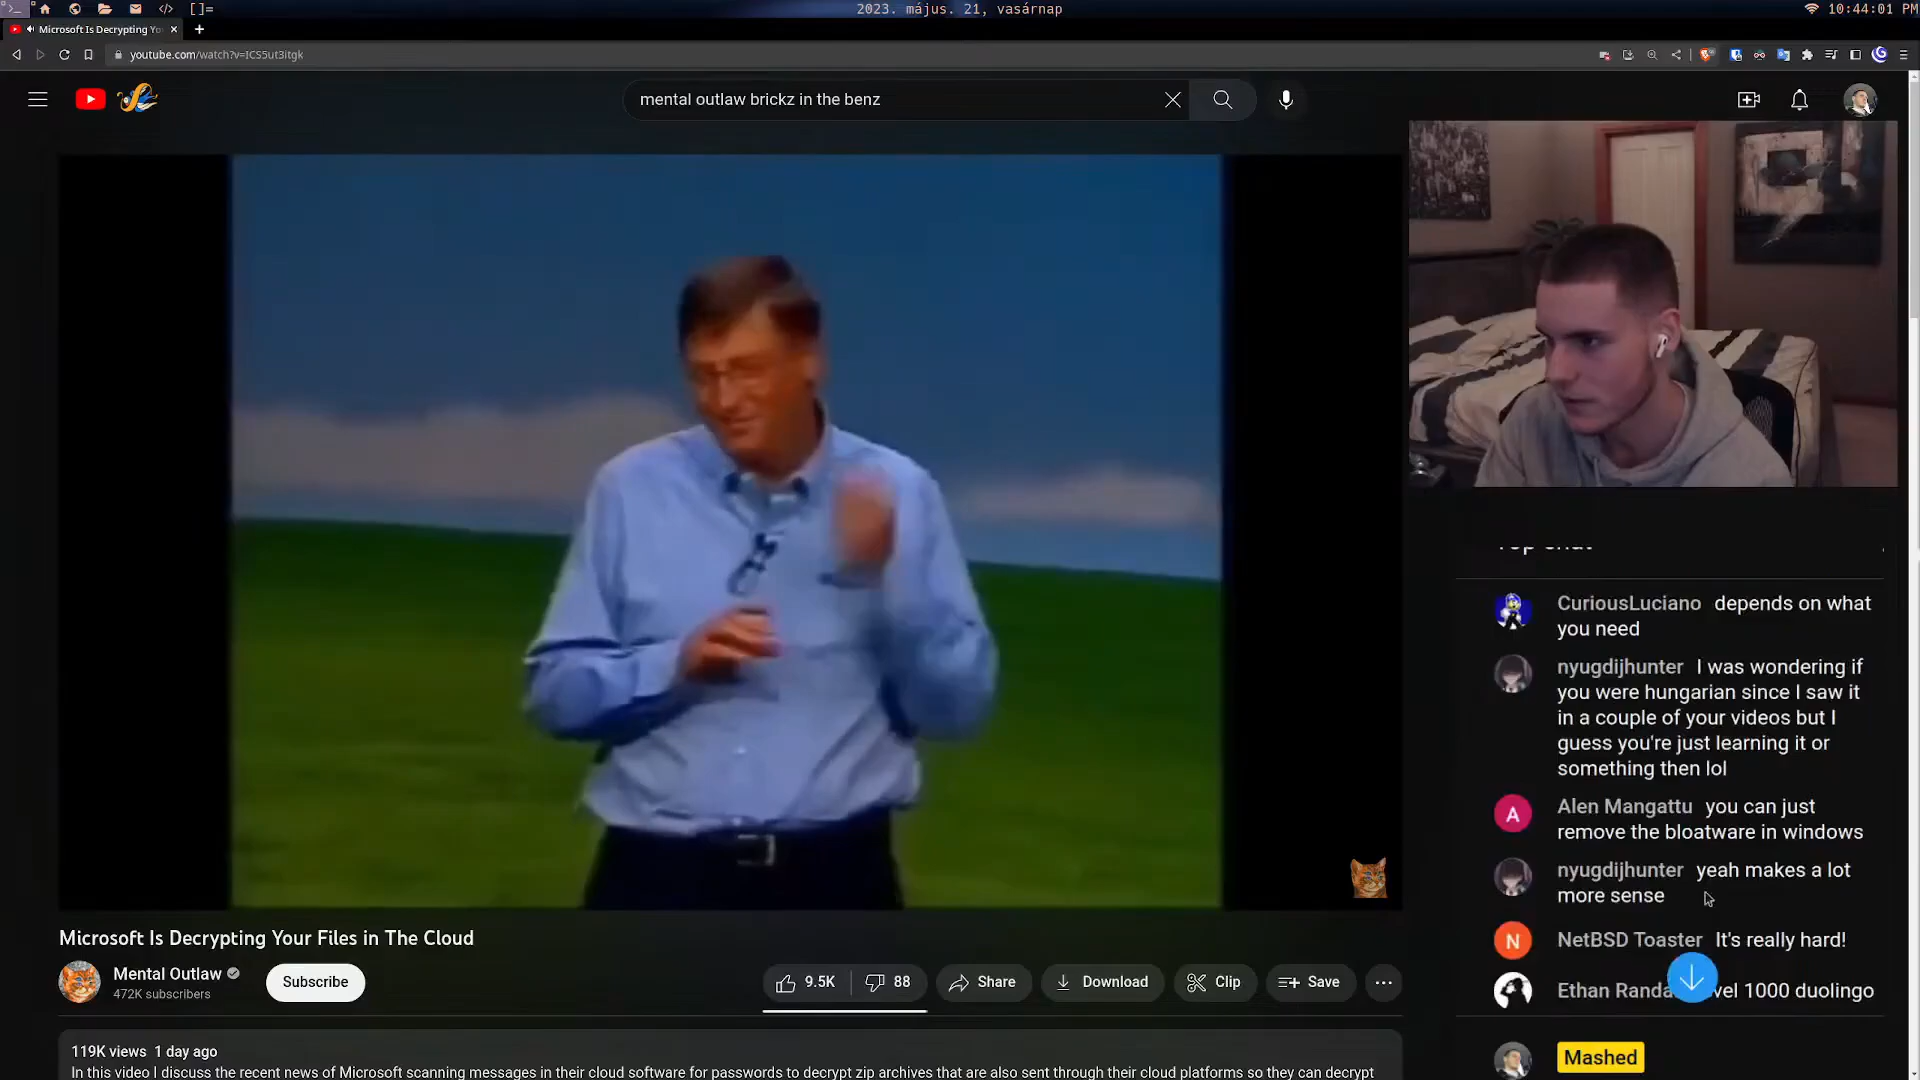 []=
2023. május. 21, vasárnap
10:44:01 PM
Microsoft Is Decrypting Yo
youtube.com/watch?v=ICS5ut3itgk
mental outlaw brickz in the benz
Top chat
CuriousLuciano depends on what
you need
nyugdijhunter I was wondering if
you were hungarian since I saw it
in a couple of your videos but I
guess you're just learning it or
something then lol
A
Alen Mangattu you can just
remove the bloatware in windows
nyugdijhunter yeah makes a lot
more sense
N
NetBSD Toaster It's really hard!
Ethan Randa vel 1000 duolingo
Mashed
Microsoft Is Decrypting Your Files in The Cloud
Mental Outlaw
472K subscribers
Subscribe
9.5K
88
Share
Download
Clip
Save
119K views 1 day ago
In this video I discuss the recent news of Microsoft scanning messages in their cloud software for passwords to decrypt zip archives that are also sent through their cloud platforms so they can decrypt